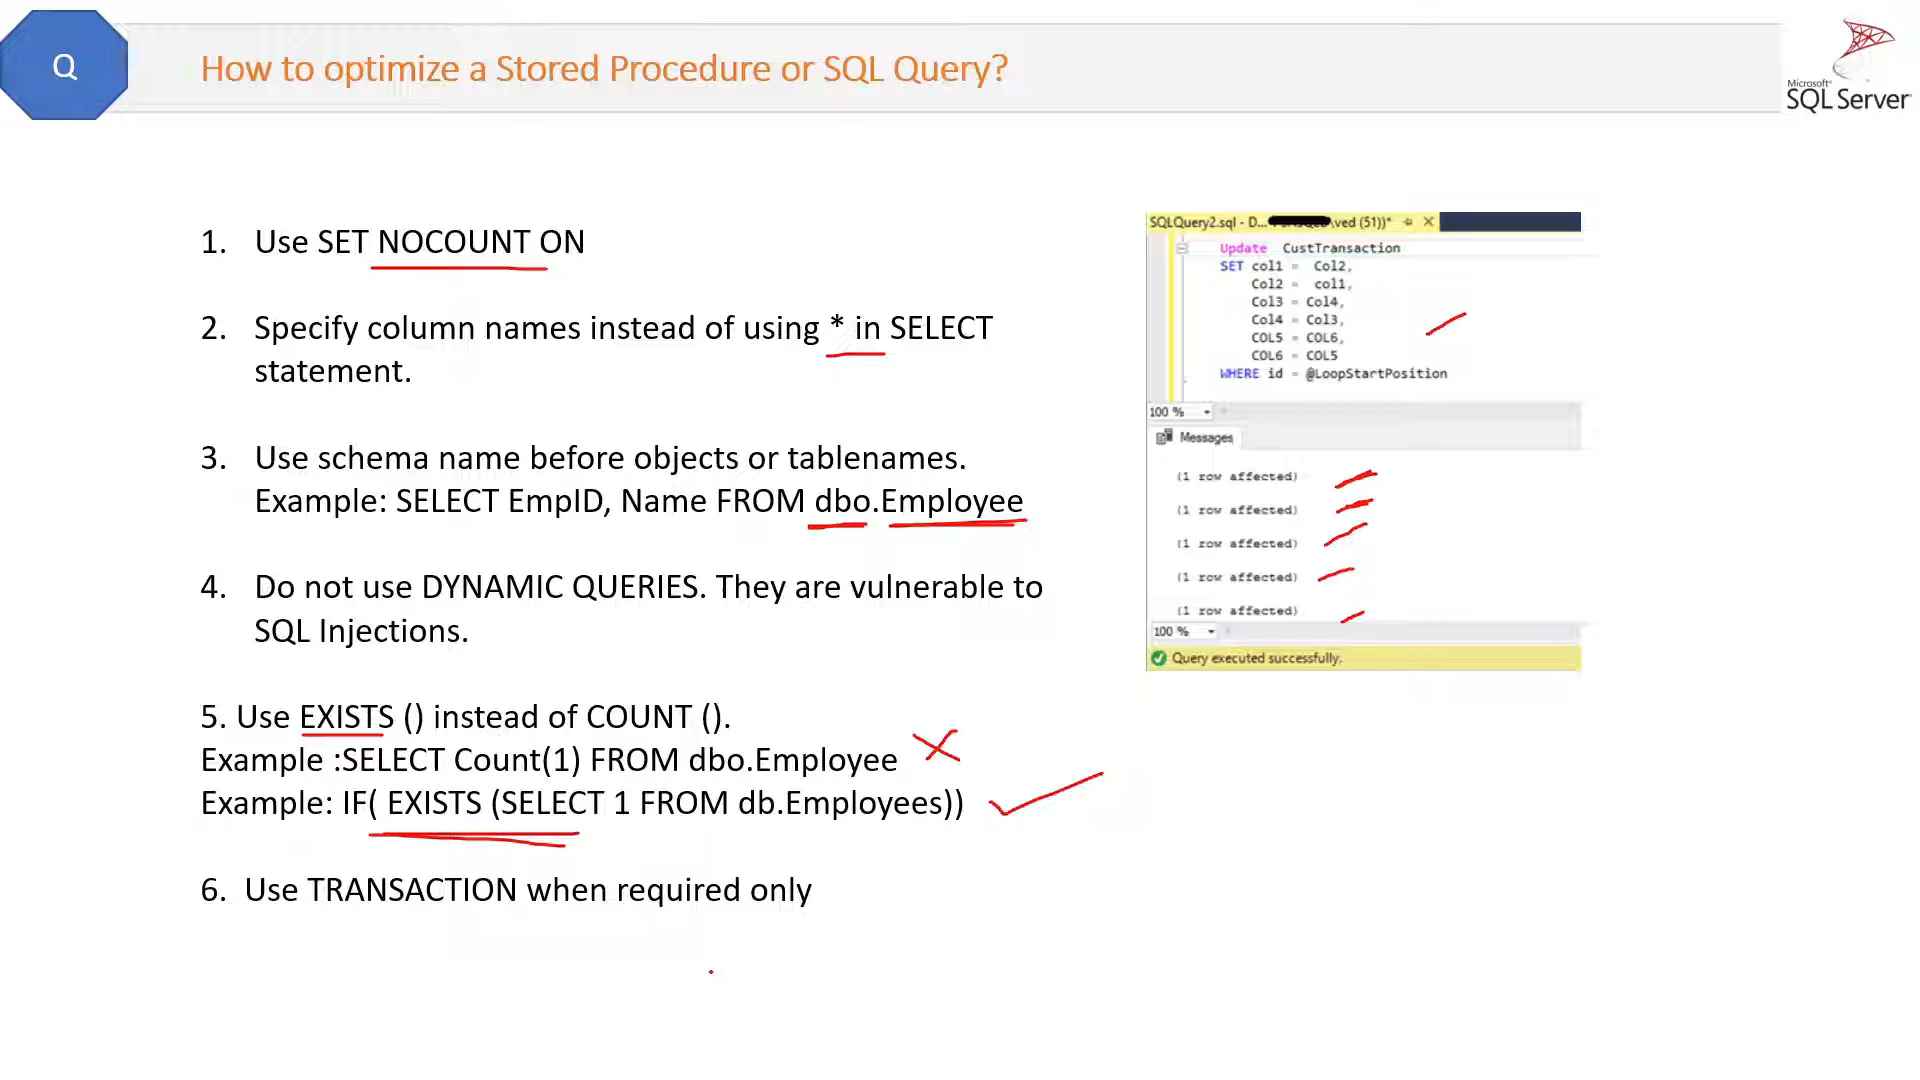 Q
How to optimize a Stored Procedure or SQL Query?
Microsoft®
SQL Server
1. Use SET NOCOUNT ON
2. Specify column names instead of using * in SELECT
statement.
3. Use schema name before objects or tablenames.
Example: SELECT EmpID, Name FROM dbo.Employee
4. Do not use DYNAMIC QUERIES. They are vulnerable to
SQL Injections.
5. Use EXISTS () instead of COUNT ().
Example :SELECT Count(1) FROM dbo.Employee
Example: IF( EXISTS (SELECT 1 FROM db.Employees))
6. Use TRANSACTION when required only
SQLQuery2.sql - D... \ved (51))*
Update CustTransaction
SET col1 = Col2,
Col2 = col1,
Col3 = Col4,
Col4 = Col3,
COL5 = COL6,
COL6 = COL5
WHERE id = @LoopStartPosition
100 %
Messages
(1 row affected)
(1 row affected)
(1 row affected)
(1 row affected)
(1 row affected)
100 %
Query executed successfully.